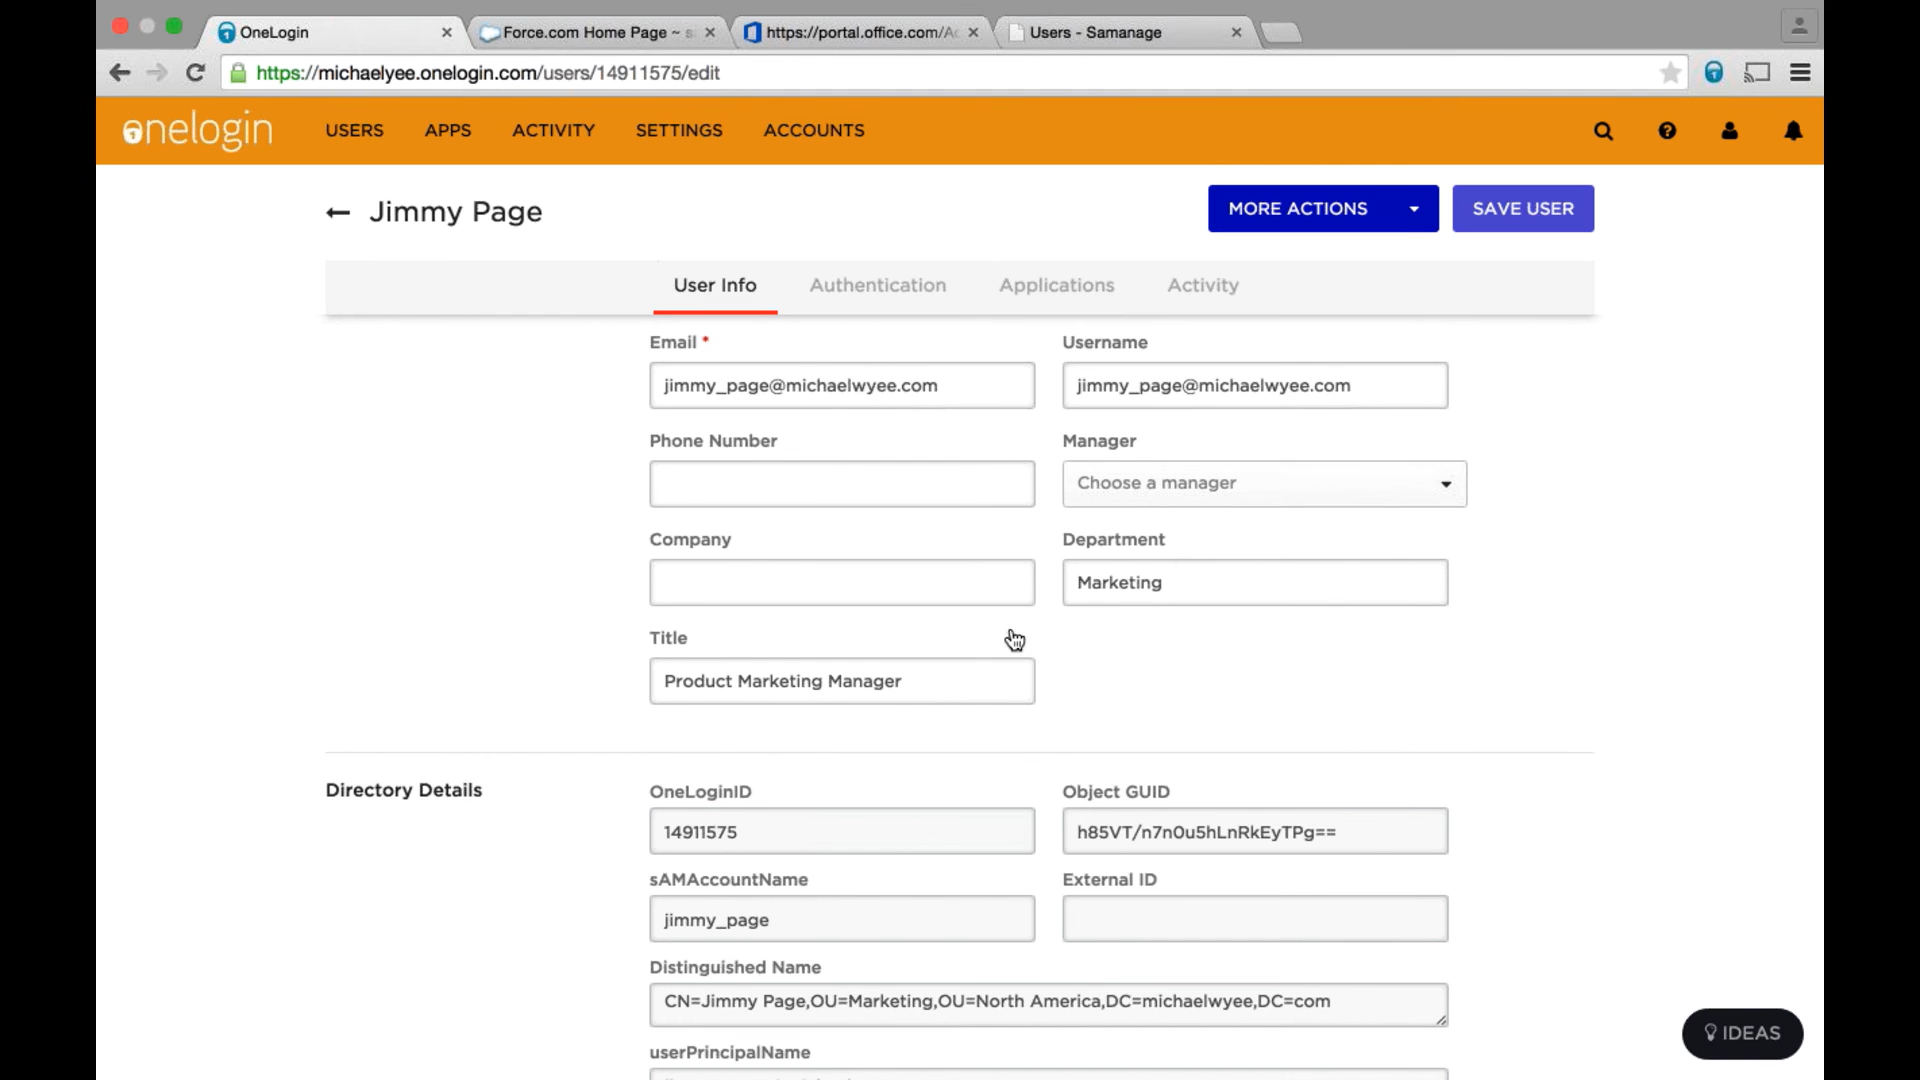 OneLogin
Force.com Home Page ~ s
https://portal.office.com/A
Users - Samanage
https://michaelyee.onelogin.com/users/14911575/edit
onelogin
USERS
APPS
ACTIVITY
SETTINGS
ACCOUNTS
Jimmy Page
MORE ACTIONS
SAVE USER
User Info
Authentication
Applications
Activity
Email *
Username
jimmy_page@michaelwyee.com
jimmy_page@michaelwyee.com
Phone Number
Manager
Choose a manager
Company
Department
Marketing
Title
Product Marketing Manager
Directory Details
OneLoginID
Object GUID
14911575
h85VT/n7n0u5hLnRkEyTPg==
sAMAccountName
External ID
jimmy_page
Distinguished Name
CN=Jimmy Page,OU=Marketing,OU=North America,DC=michaelwyee,DC=com
userPrincipalName
IDEAS